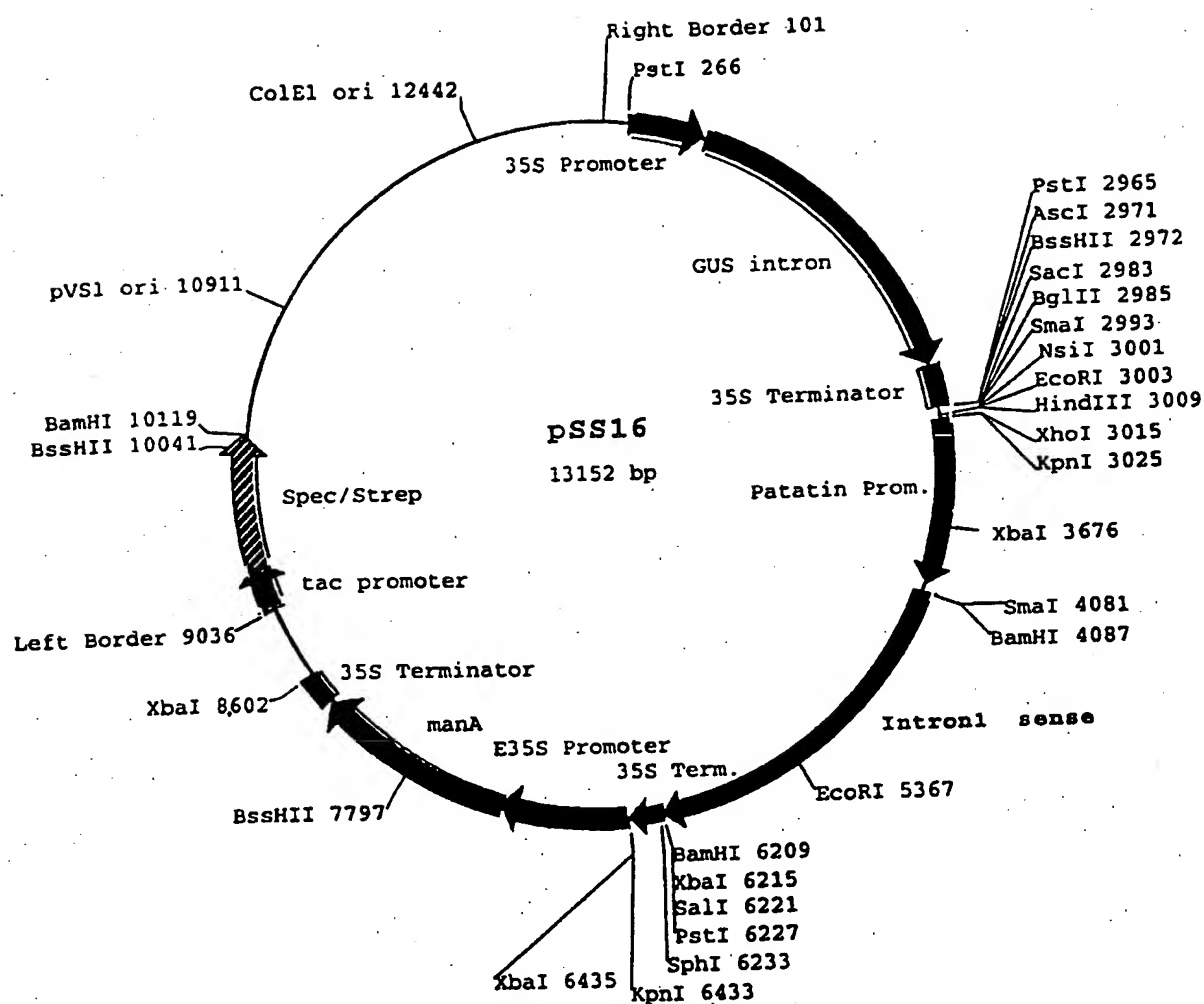 Right Border 101
PstI 266
ColE1 ori 12442
35S Promoter
PstI 2965
AscI 2971
BssHII 2972
SacI 2983
BglII 2985
SmaI 2993
NsiI 3001
EcoRI 3003
HindIII 3009
XhoI 3015
KpnI 3025
GUS intron
pVS1 ori 10911
35S Terminator
pSS16
13152 bp
BamHI 10119
BssHII 10041
Patatin Prom.
Spec/Strep
XbaI 3676
tac promoter
SmaI 4081
BamHI 4087
Left Border 9036
35S Terminator
XbaI 8,602
manA
Intron1 sense
E35S Promoter
35S Term.
EcoRI 5367
BssHII 7797
BamHI 6209
XbaI 6215
SalI 6221
PstI 6227
SphI 6233
XbaI 6435
KpnI 6433